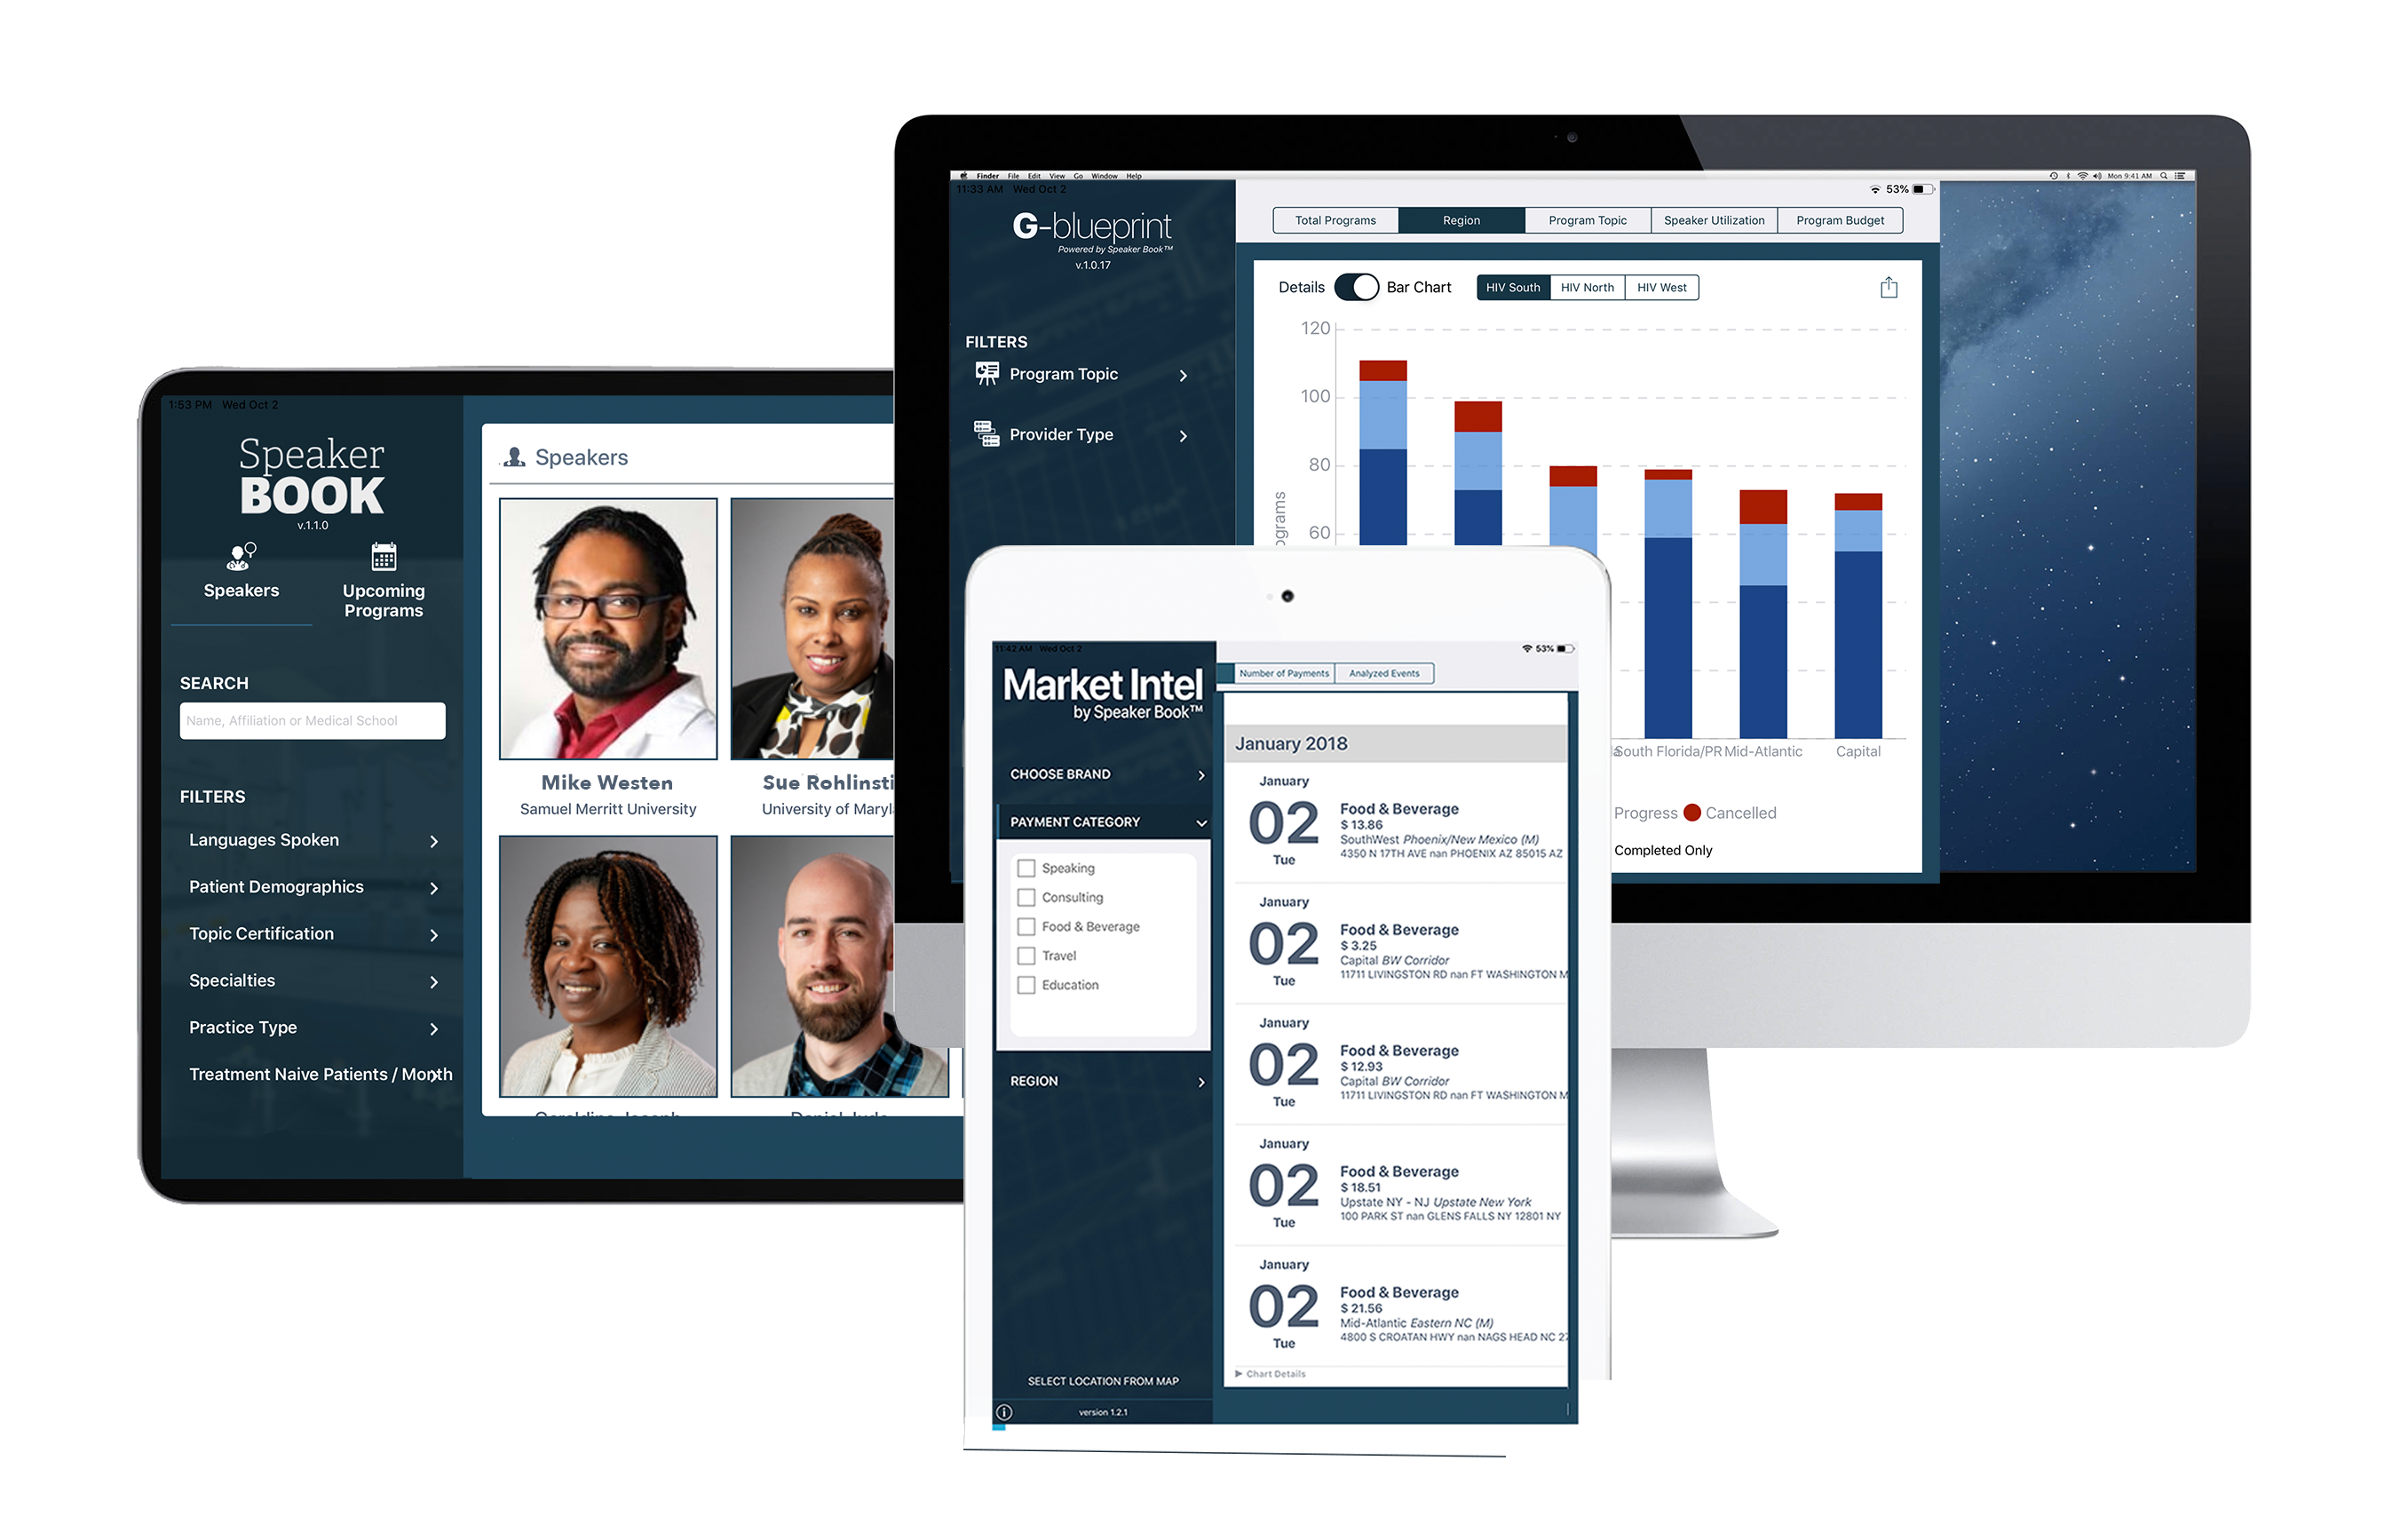 1:53 PM Wed Oct 2
Speaker
BOOK
v.1.1.0
Speakers
Upcoming
Programs
SEARCH
Name, Affiliation or Medical School
FILTERS
Languages Spoken
Patient Demographics
Topic Certification
Specialties
Practice Type
Treatment Naive Patients / Month
Speakers
Mike Westen
Samuel Merritt University
Sue Rohlinsti
University of Maryl
Finder File Edit View Go Window Help
Mon 9:41 AM
11:33 AM Wed Oct 2
53%
G-blueprint
Powered by Speaker Book™
v.1.0.17
FILTERS
Program Topic
Provider Type
Total Programs
Region
Program Topic
Speaker Utilization
Program Budget
Details
Bar Chart
HIV South
HIV North
HIV West
120
100
80
60
ograms
South Florida/PR
Mid-Atlantic
Capital
Progress
Cancelled
Completed Only
11:42 AM Wed Oct 2
53%
Market Intel
by Speaker Book™
CHOOSE BRAND
PAYMENT CATEGORY
Speaking
Consulting
Food & Beverage
Travel
Education
REGION
SELECT LOCATION FROM MAP
version 1.2.1
Number of Payments
Analyzed Events
January 2018
January
02
Tue
Food & Beverage
$ 13.86
SouthWest Phoenix/New Mexico (M)
4350 N 17TH AVE nan PHOENIX AZ 85015 AZ
January
02
Tue
Food & Beverage
$ 3.25
Capital BW Corridor
11711 LIVINGSTON RD nan FT WASHINGTON M
January
02
Tue
Food & Beverage
$ 12.93
Capital BW Corridor
11711 LIVINGSTON RD nan FT WASHINGTON M
January
02
Tue
Food & Beverage
$ 18.51
Upstate NY - NJ Upstate New York
100 PARK ST nan GLENS FALLS NY 12801 NY
January
02
Tue
Food & Beverage
$ 21.56
Mid-Atlantic Eastern NC (M)
4800 S CROATAN HWY nan NAGS HEAD NC 27
Chart Details